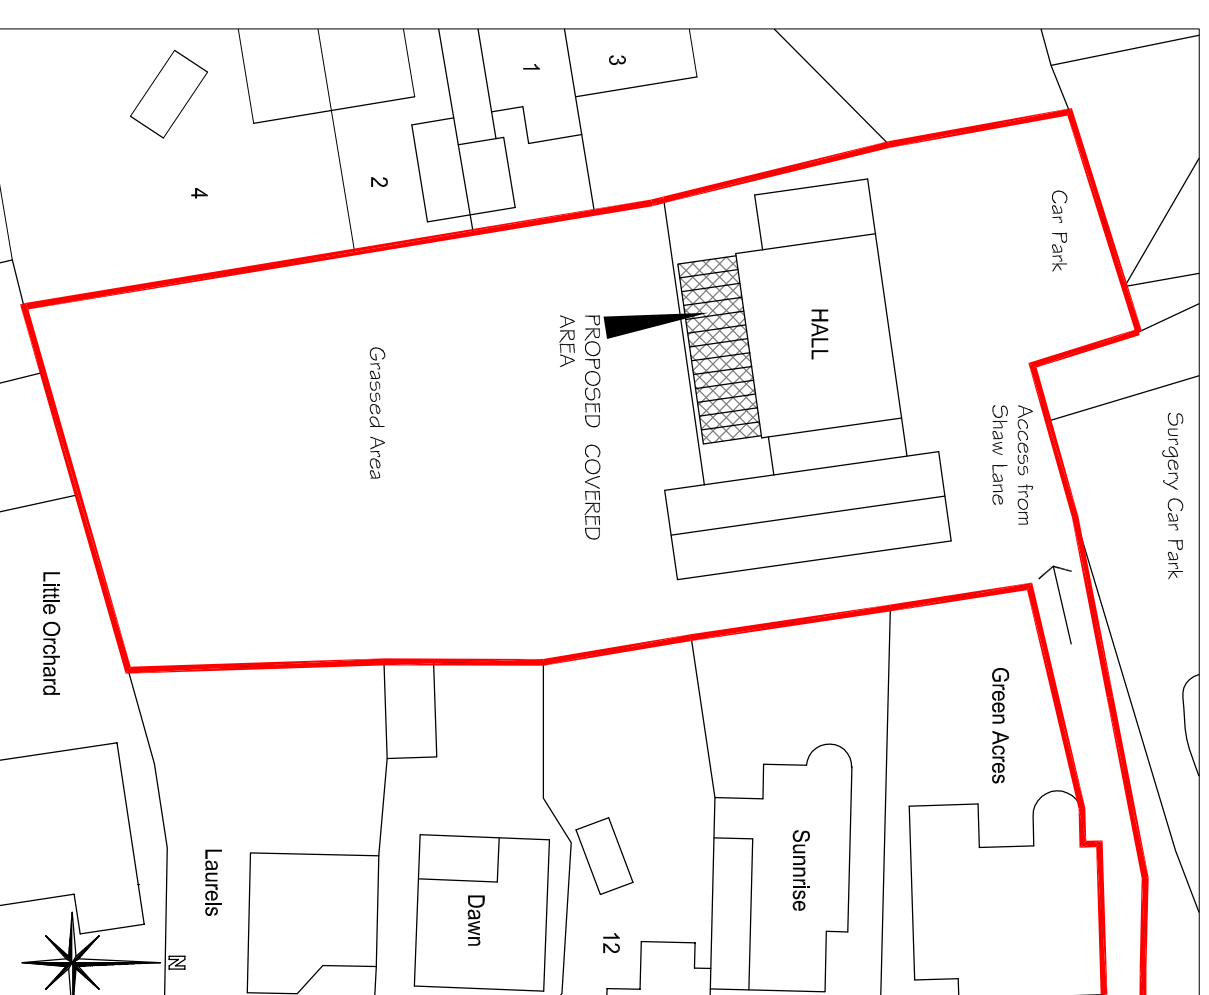 3
1
2
4
Car Park
HALL
PROPOSED COVERED
AREA
Grassed Area
Access from
Shaw Lane
Surgery Car Park
Little Orchard
Green Acres
Sunnrise
Laurels
Dawn
12
N